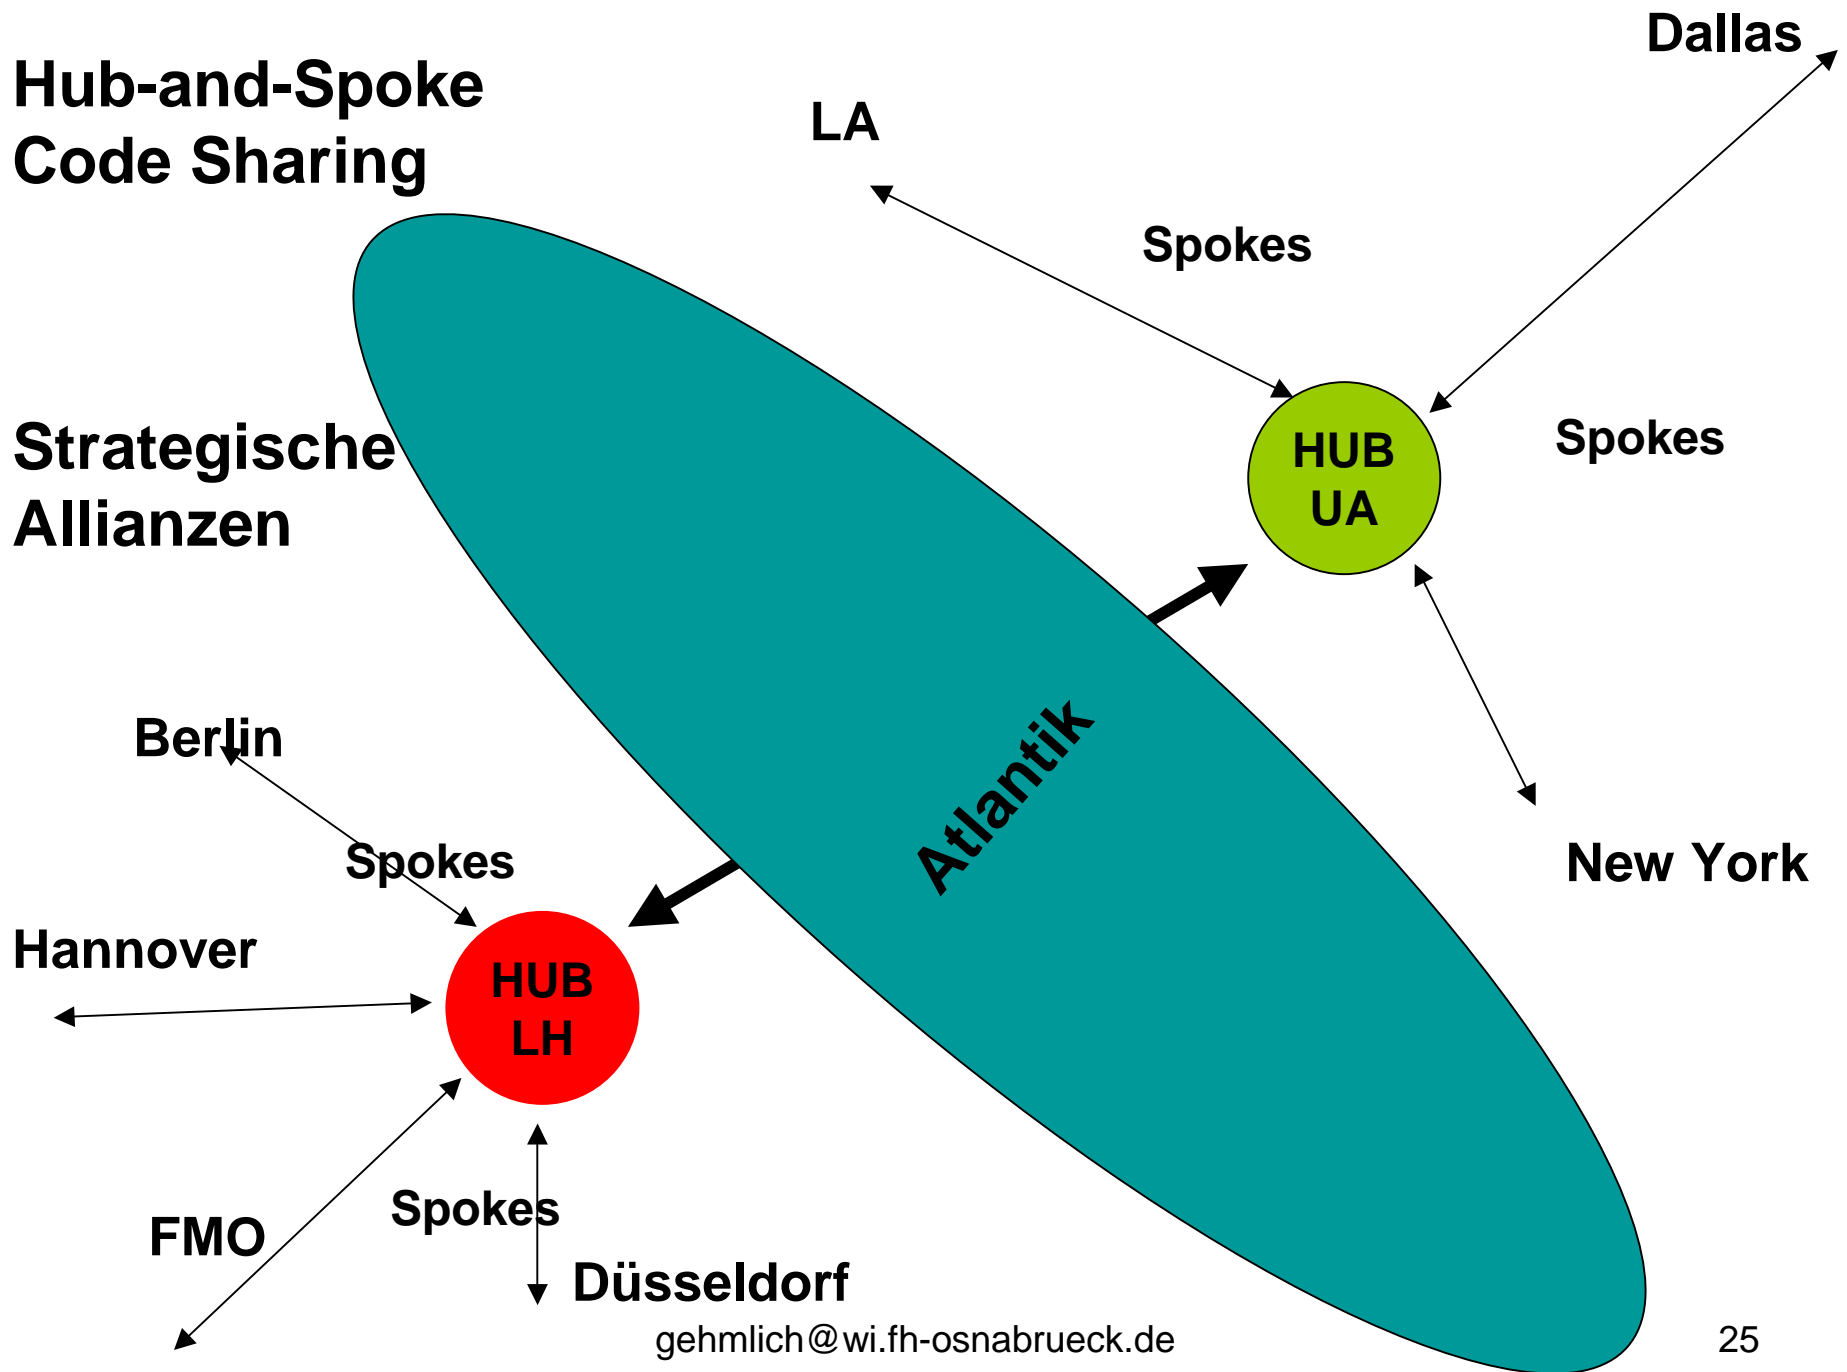 Hub-and-Spoke
Code Sharing
Dallas
LA
Spokes
Strategische
Allianzen
HUB
UA
Spokes
Atlantik
Berlin
Spokes
New York
Hannover
HUB
LH
FMO
Spokes
Düsseldorf
gehmlich@wi.fh-osnabrueck.de
25